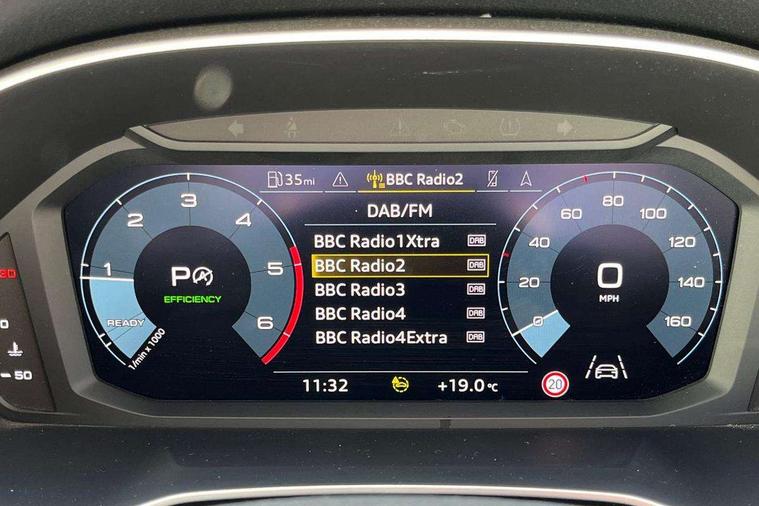 35mi BBC Radio2
DAB/FM
BBC Radio1Xtra DAB
BBC Radio2 DAB
BBC Radio3 DAB
BBC Radio4 DAB
BBC Radio4Extra DAB
11:32 +19.0°C
1 2 3 4 5 6
P
EFFICIENCY
READY
1/min x 1000
0 20 40 60 80 100 120 140 160
0
MPH
20
50